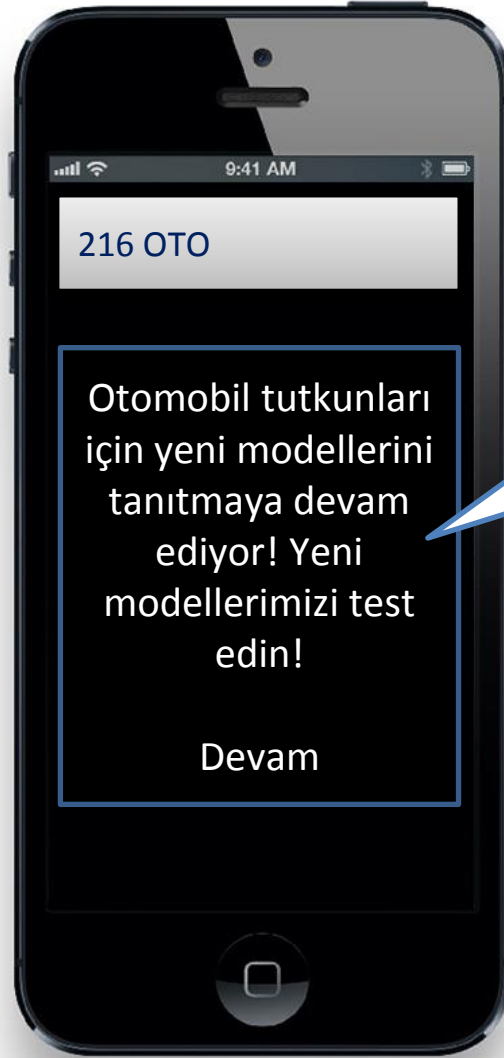 9:41 AM
216 OTO
Otomobil tutkunları
için yeni modellerini
tanıtmaya devam
ediyor! Yeni
modellerimizi test
edin!
Devam